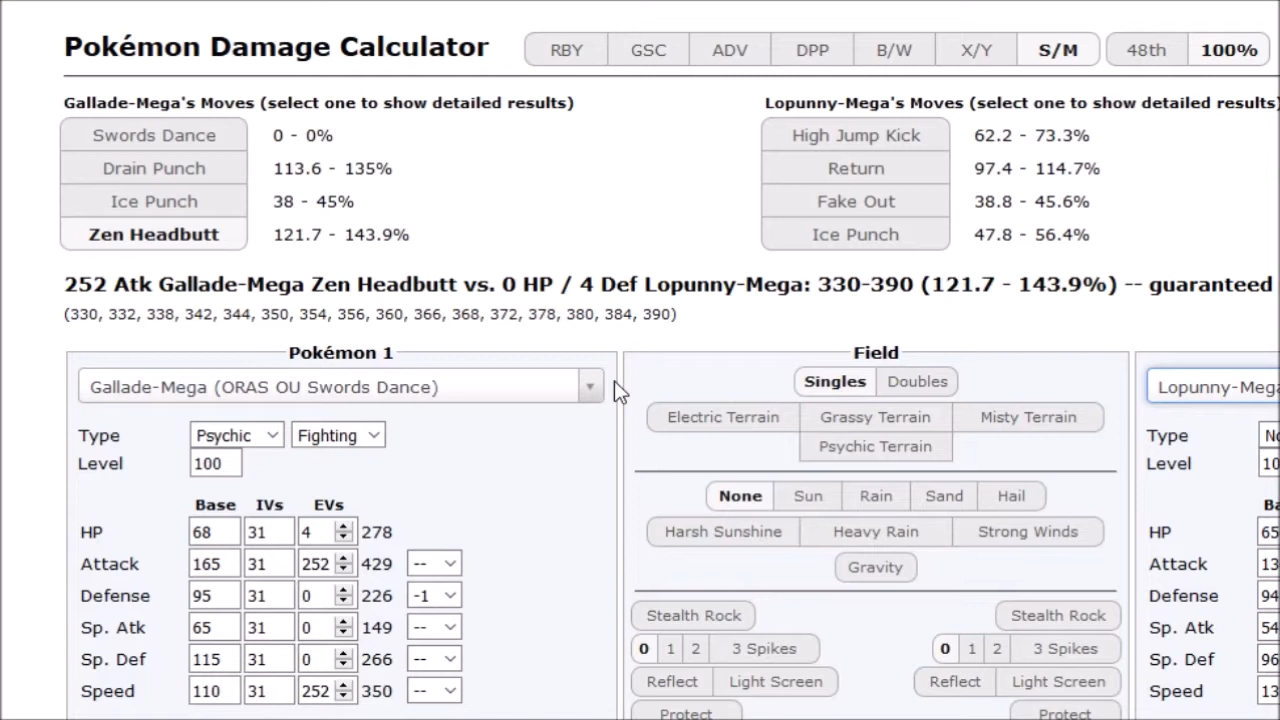 Pokémon Damage Calculator RBY GSC ADV DPP B/W X/Y S/M 48th 100%
Gallade-Mega's Moves (select one to show detailed results) Lopunny-Mega's Moves (select one to show detailed results)
Swords Dance 0 - 0% High Jump Kick 62.2 - 73.3%
Drain Punch 113.6 - 135% Return 97.4 - 114.7%
Ice Punch 38 - 45% Fake Out 38.8 - 45.6%
Zen Headbutt 121.7 - 143.9% Ice Punch 47.8 - 56.4%
252 Atk Gallade-Mega Zen Headbutt vs. 0 HP / 4 Def Lopunny-Mega: 330-390 (121.7 - 143.9%) -- guaranteed
(330, 332, 338, 342, 344, 350, 354, 356, 360, 366, 368, 372, 378, 380, 384, 390)
Pokémon 1 Field
Gallade-Mega (ORAS OU Swords Dance) Singles Doubles Lopunny-Mega
Electric Terrain Grassy Terrain Misty Terrain
Type Psychic Fighting Psychic Terrain Type
Level 100 Level
Base IVs EVs None Sun Rain Sand Hail
HP 68 31 4 278 Harsh Sunshine Heavy Rain Strong Winds HP 65
Attack 165 31 252 429 -- Gravity Attack
Defense 95 31 0 226 -1 Defense 94
Sp. Atk 65 31 0 149 -- Stealth Rock Stealth Rock Sp. Atk 54
Sp. Def 115 31 0 266 -- 0 1 2 3 Spikes 0 1 2 3 Spikes Sp. Def 96
Speed 110 31 252 350 -- Reflect Light Screen Reflect Light Screen Speed
Protect Protect